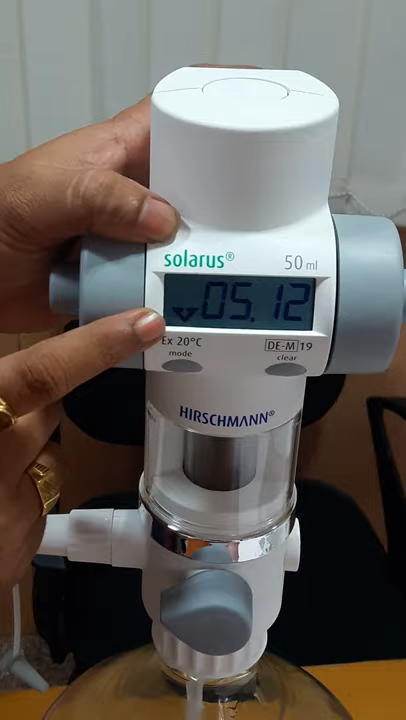 solarus® 50 ml
05.12
Ex 20°C DE-M 19
mode clear
HIRSCHMANN®